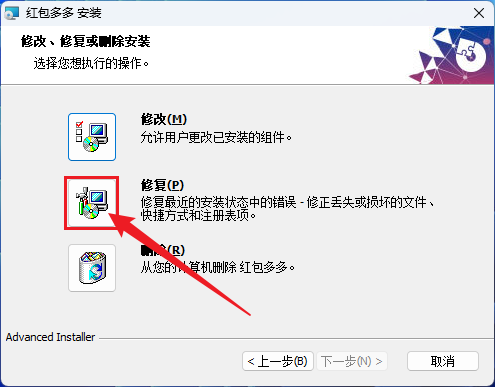 红包多多 安装
修改、修复或删除安装
选择您想执行的操作。
修改(M)
允许用户更改已安装的组件。
修复(P)
修复最近的安装状态中的错误 - 修正丢失或损坏的文件、
快捷方式和注册表项。
删除(R)
从您的计算机删除 红包多多。
Advanced Installer
< 上一步(B)
下一步(N) >
取消